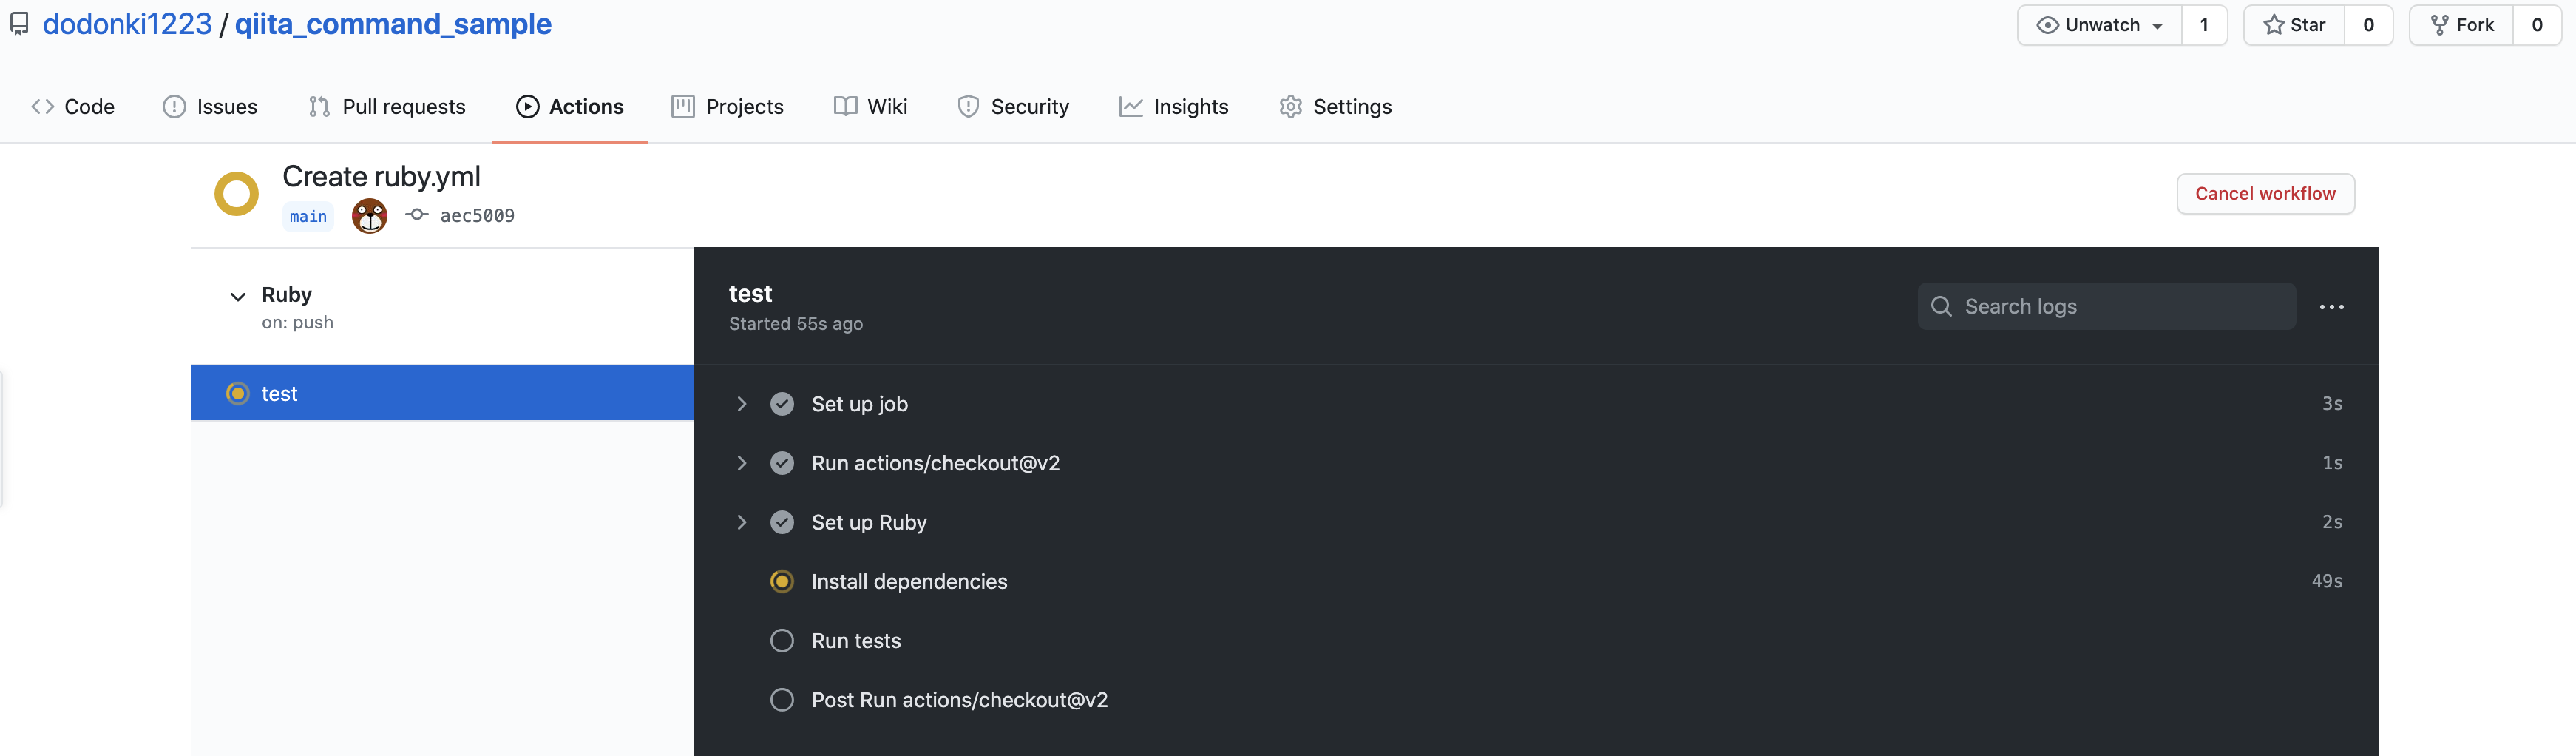 dodonki1223 / qiita_command_sample
Unwatch 1 Star 0 Fork 0
Code Issues Pull requests Actions Projects Wiki Security Insights Settings
Create ruby.yml
main aec5009
Cancel workflow
Ruby
on: push
test
test
Started 55s ago
Search logs
Set up job 3s
Run actions/checkout@v2 1s
Set up Ruby 2s
Install dependencies 49s
Run tests
Post Run actions/checkout@v2